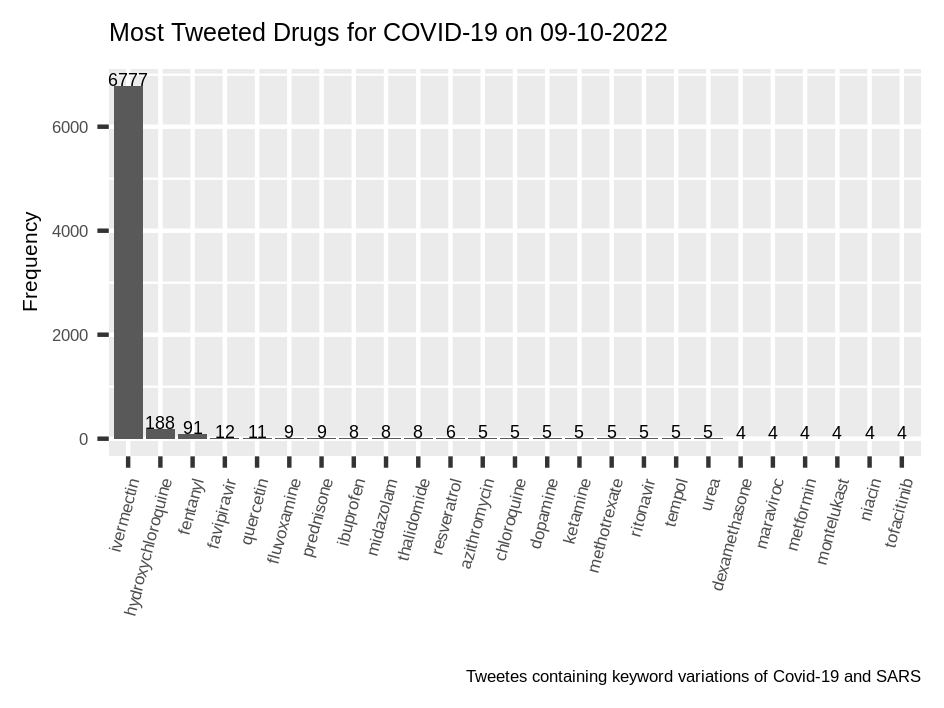 Most Tweeted Drugs for COVID-19 on 09-10-2022
Frequency
6000
4000
2000
0
6777
188
91
12
11
9
9
8
8
8
6
5
5
5
5
5
5
5
5
4
4
4
4
4
4
ivermectin
hydroxychloroquine
fentanyl
favipiravir
quercetin
fluvoxamine
prednisone
ibuprofen
midazolam
thalidomide
resveratrol
azithromycin
chloroquine
dopamine
ketamine
methotrexate
ritonavir
tempol
urea
dexamethasone
maraviroc
metformin
montelukast
niacin
tofacitinib
Tweetes containing keyword variations of Covid-19 and SARS